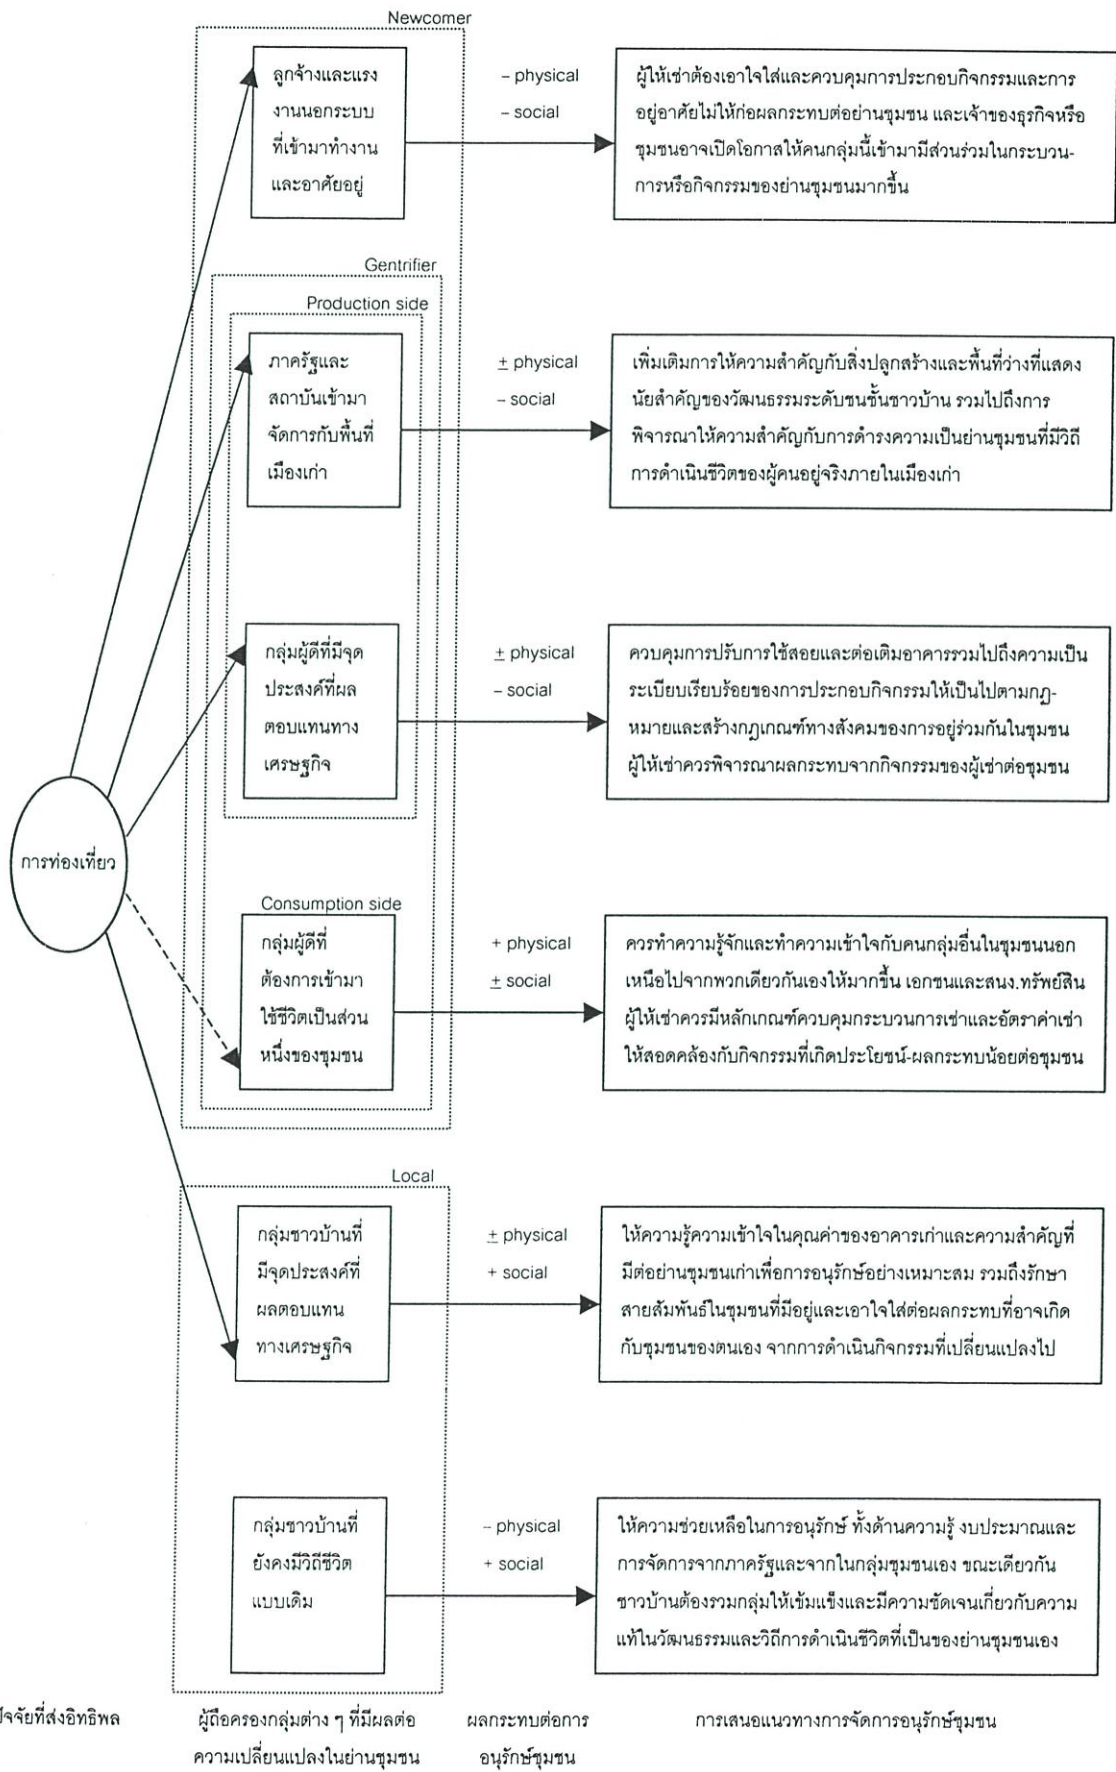 Newcomer
ลูกจ้างและแรง
งานนอกระบบ
ที่เข้ามาทำงาน
และอาศัยอยู่
– physical
– social
ผู้ให้เช่าต้องเอาใจใส่และควบคุมการประกอบกิจกรรมและการ
อยู่อาศัยไม่ให้ก่อผลกระทบต่อย่านชุมชน และเจ้าของธุรกิจหรือ
ชุมชนอาจเปิดโอกาสให้คนกลุ่มนี้เข้ามามีส่วนร่วมในกระบวน-
การหรือกิจกรรมของย่านชุมชนมากขึ้น
Gentrifier
Production side
ภาครัฐและ
สถาบันเข้ามา
จัดการกับพื้นที่
เมืองเก่า
± physical
– social
เพิ่มเติมการให้ความสำคัญกับสิ่งปลูกสร้างและพื้นที่ว่างที่แสดง
นัยสำคัญของวัฒนธรรมระดับชนชั้นชาวบ้าน รวมไปถึงการ
พิจารณาให้ความสำคัญกับการดำรงความเป็นย่านชุมชนที่มีวิถี
การดำเนินชีวิตของผู้คนอยู่จริงภายในเมืองเก่า
กลุ่มผู้ดีที่มีจุด
ประสงค์ที่ผล
ตอบแทนทาง
เศรษฐกิจ
± physical
– social
ควบคุมการปรับการใช้สอยและต่อเติมอาคารรวมไปถึงความเป็น
ระเบียบเรียบร้อยของการประกอบกิจกรรมให้เป็นไปตามกฎ-
หมายและสร้างกฎเกณฑ์ทางสังคมของการอยู่ร่วมกันในชุมชน
ผู้ให้เช่าควรพิจารณาผลกระทบจากกิจกรรมของผู้เช่าต่อชุมชน
การท่องเที่ยว
Consumption side
กลุ่มผู้ดีที่
ต้องการเข้ามา
ใช้ชีวิตเป็นส่วน
หนึ่งของชุมชน
+ physical
± social
ควรทำความรู้จักและทำความเข้าใจกับคนกลุ่มอื่นในชุมชนนอก
เหนือไปจากพวกเดียวกันเองให้มากขึ้น เอกชนและสนง.ทรัพย์สิน
ผู้ให้เช่าควรมีหลักเกณฑ์ควบคุมกระบวนการเช่าและอัตราค่าเช่า
ให้สอดคล้องกับกิจกรรมที่เกิดประโยชน์-ผลกระทบน้อยต่อชุมชน
Local
กลุ่มชาวบ้านที่
มีจุดประสงค์ที่
ผลตอบแทน
ทางเศรษฐกิจ
± physical
+ social
ให้ความรู้ความเข้าใจในคุณค่าของอาคารเก่าและความสำคัญที่
มีต่อย่านชุมชนเก่าเพื่อการอนุรักษ์อย่างเหมาะสม รวมถึงรักษา
สายสัมพันธ์ในชุมชนที่มีอยู่และเอาใจใส่ต่อผลกระทบที่อาจเกิด
กับชุมชนของตนเอง จากการดำเนินกิจกรรมที่เปลี่ยนแปลงไป
กลุ่มชาวบ้านที่
ยังคงมีวิถีชีวิต
แบบเดิม
– physical
+ social
ให้ความช่วยเหลือในการอนุรักษ์ ทั้งด้านความรู้ งบประมาณและ
การจัดการจากภาครัฐและจากในกลุ่มชุมชนเอง ขณะเดียวกัน
ชาวบ้านต้องรวมกลุ่มให้เข้มแข็งและมีความชัดเจนเกี่ยวกับความ
แท้ในวัฒนธรรมและวิถีการดำเนินชีวิตที่เป็นของย่านชุมชนเอง
ปัจจัยที่ส่งอิทธิพล
ผู้ถือครองกลุ่มต่าง ๆ ที่มีผลต่อ
ความเปลี่ยนแปลงในย่านชุมชน
ผลกระทบต่อการ
อนุรักษ์ชุมชน
การเสนอแนวทางการจัดการอนุรักษ์ชุมชน